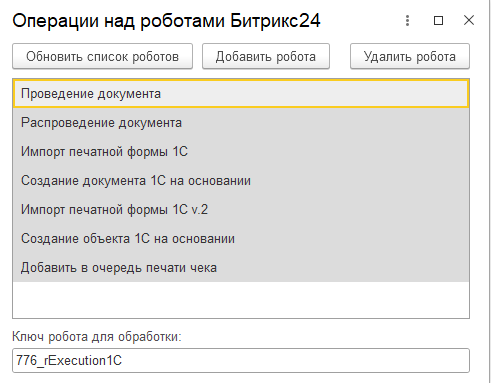 Операции над роботами Битрикс24
Обновить список роботов Добавить робота Удалить робота
Проведение документа
Распроведение документа
Импорт печатной формы 1С
Создание документа 1С на основании
Импорт печатной формы 1С v.2
Создание объекта 1С на основании
Добавить в очередь печати чека
Ключ робота для обработки:
776_rExecution1C